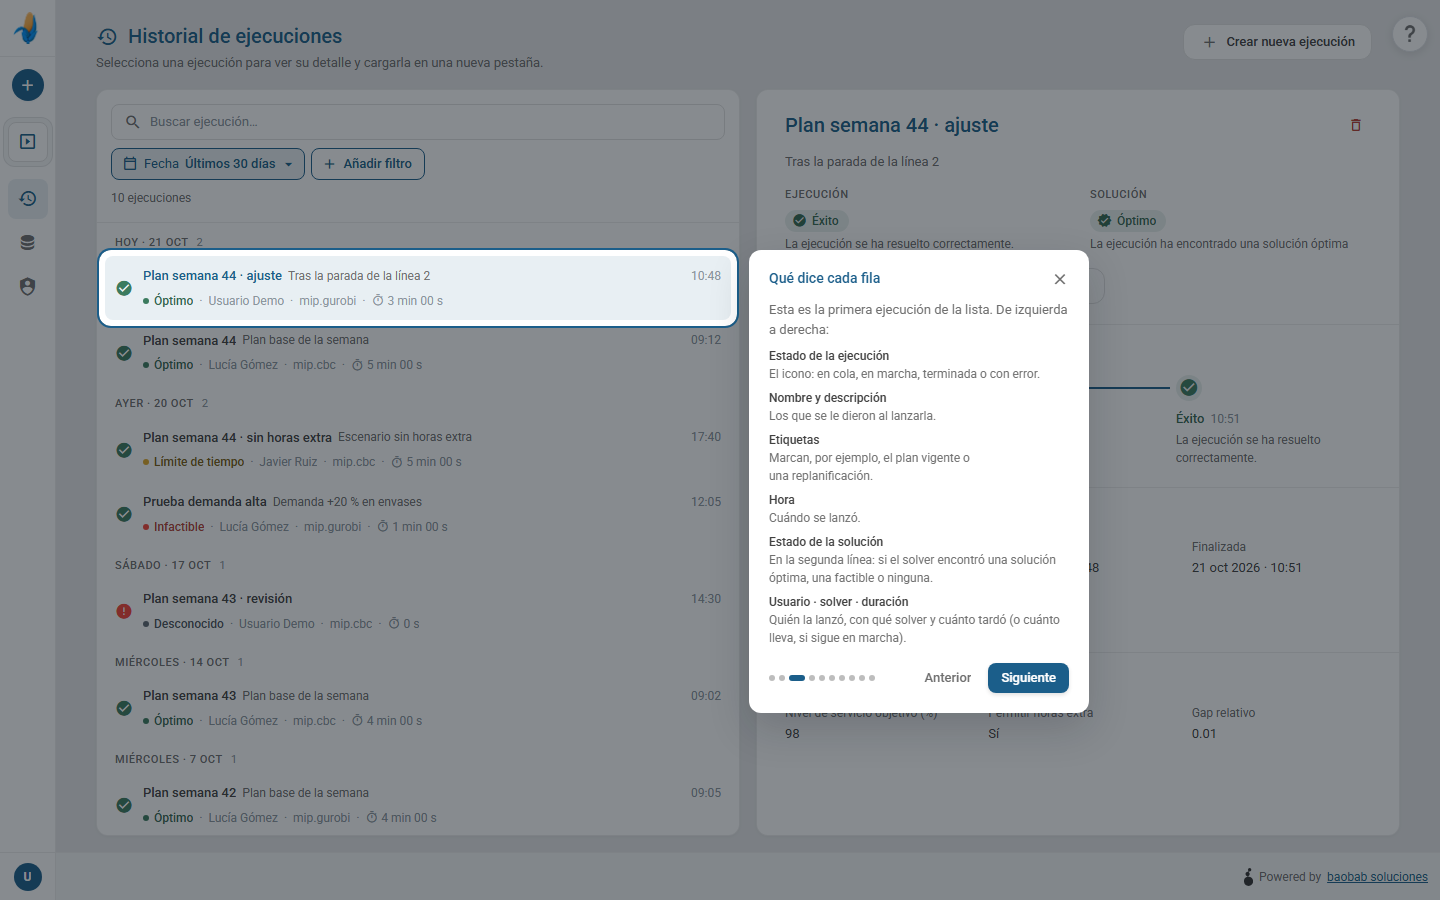 Historial de ejecuciones
Selecciona una ejecución para ver su detalle y cargarla en una nueva pestaña.
Crear nueva ejecución
?
Buscar ejecución...
Fecha Últimos 30 días
Añadir filtro
10 ejecuciones
HOY · 21 OCT 2
Plan semana 44 · ajuste Tras la parada de la línea 2 10:48
Óptimo · Usuario Demo · mip.gurobi · 3 min 00 s
Plan semana 44 Plan base de la semana 09:12
Óptimo · Lucía Gómez · mip.cbc · 5 min 00 s
AYER · 20 OCT 2
Plan semana 44 · sin horas extra Escenario sin horas extra 17:40
Límite de tiempo · Javier Ruiz · mip.cbc · 5 min 00 s
Prueba demanda alta Demanda +20 % en envases 12:05
Infactible · Lucía Gómez · mip.gurobi · 1 min 00 s
SÁBADO · 17 OCT 1
Plan semana 43 · revisión 14:30
Desconocido · Usuario Demo · mip.cbc · 0 s
MIÉRCOLES · 14 OCT 1
Plan semana 43 Plan base de la semana 09:02
Óptimo · Lucía Gómez · mip.cbc · 4 min 00 s
MIÉRCOLES · 7 OCT 1
Plan semana 42 Plan base de la semana 09:05
Óptimo · Lucía Gómez · mip.gurobi · 4 min 00 s
Plan semana 44 · ajuste
Tras la parada de la línea 2
EJECUCIÓN
Éxito
La ejecución se ha resuelto correctamente.
SOLUCIÓN
Óptimo
La ejecución ha encontrado una solución óptima
Qué dice cada fila
Esta es la primera ejecución de la lista. De izquierda
a derecha:
Estado de la ejecución
El icono: en cola, en marcha, terminada o con error.
Nombre y descripción
Los que se le dieron al lanzarla.
Etiquetas
Marcan, por ejemplo, el plan vigente o
una replanificación.
Hora
Cuándo se lanzó.
Estado de la solución
En la segunda línea: si el solver encontró una solución
óptima, una factible o ninguna.
Usuario · solver · duración
Quién la lanzó, con qué solver y cuánto tardó (o cuánto
lleva, si sigue en marcha).
Anterior
Siguiente
Éxito 10:51
La ejecución se ha resuelto
correctamente.
48
Finalizada
21 oct 2026 · 10:51
Nivel de servicio objetivo (%)
98
Permitir horas extra
Sí
Gap relativo
0.01
U
Powered by baobab soluciones